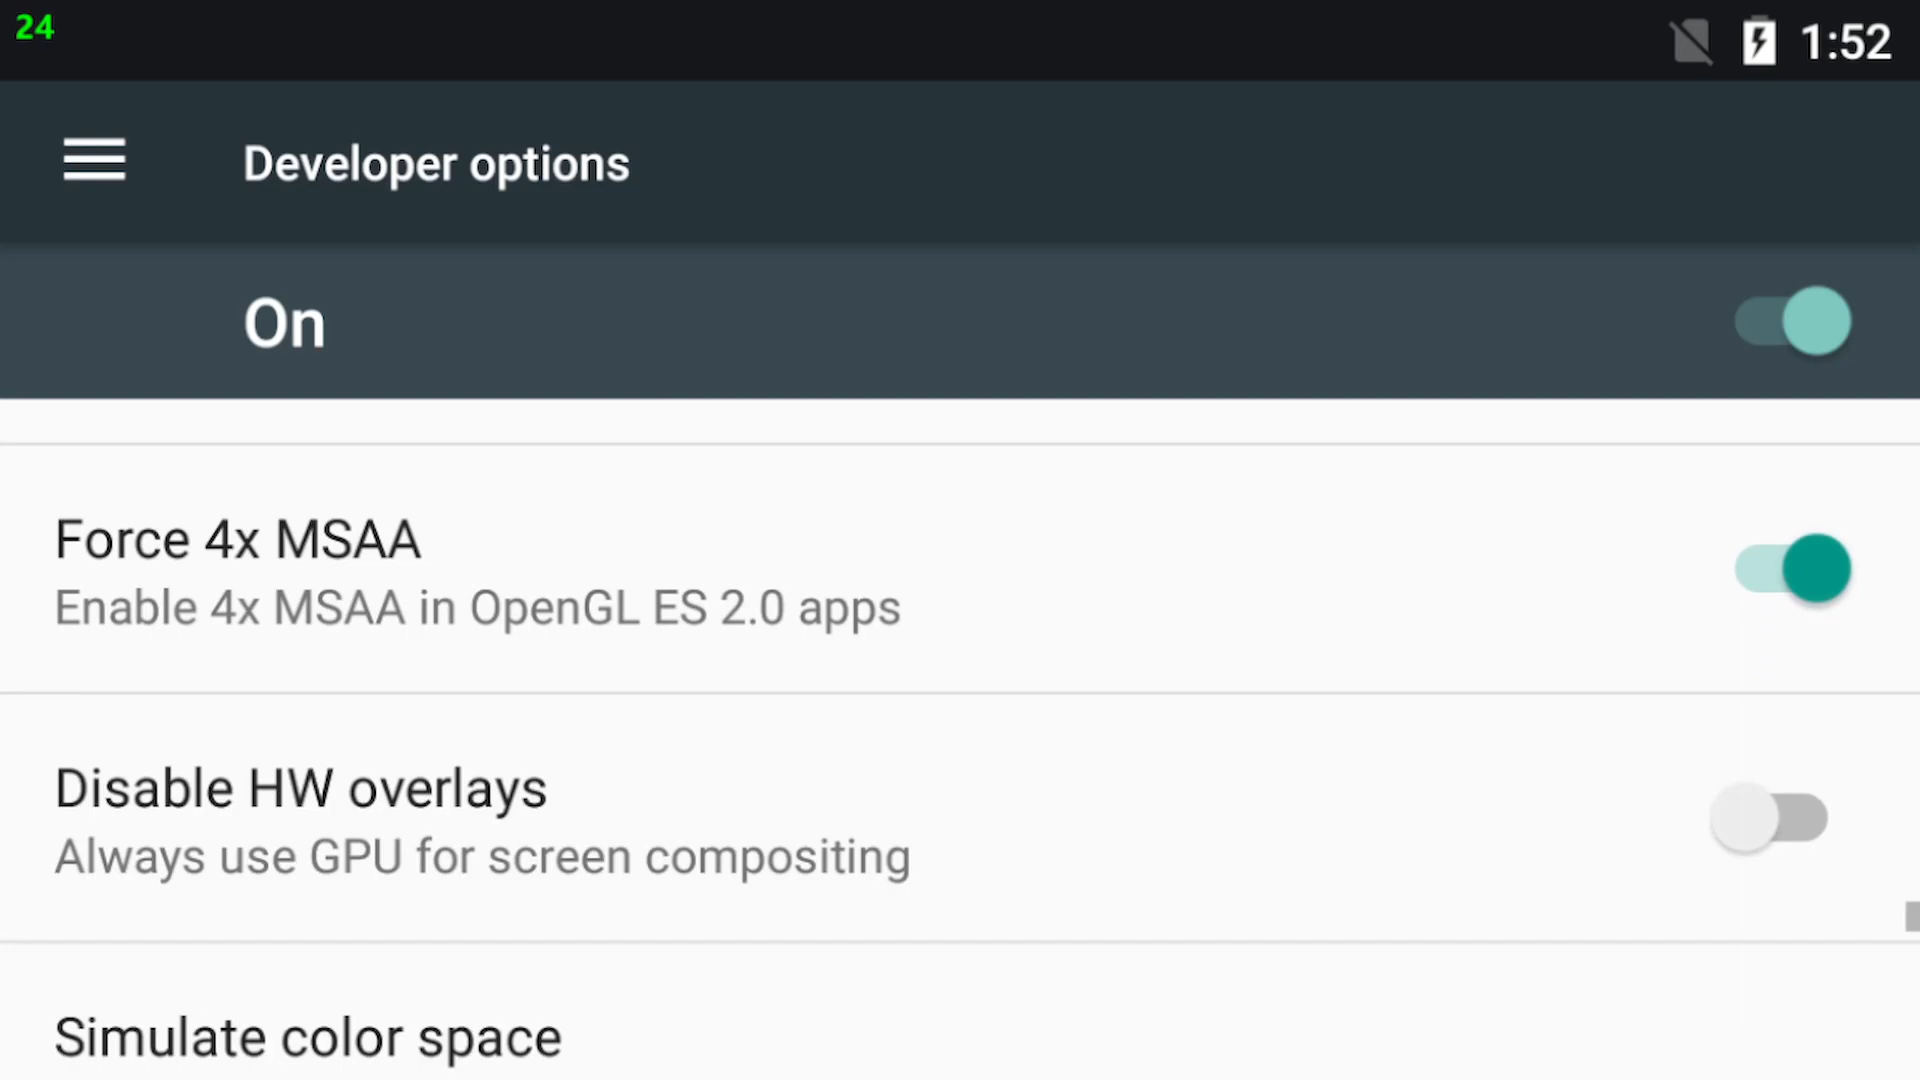 24
1:52
Developer options
On
Force 4x MSAA
Enable 4x MSAA in OpenGL ES 2.0 apps
Disable HW overlays
Always use GPU for screen compositing
Simulate color space